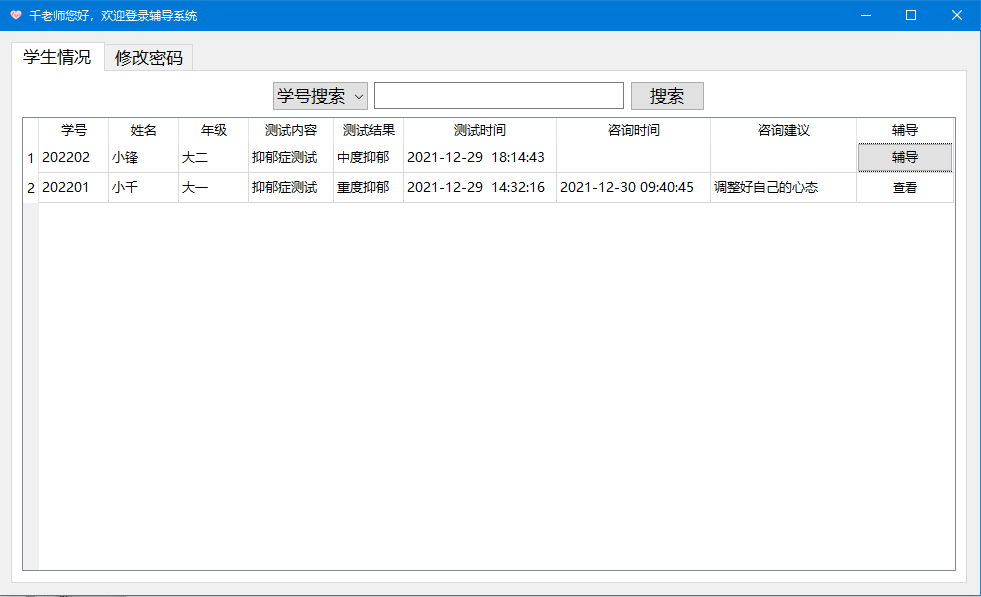 千老师您好，欢迎登录辅导系统
学生情况 修改密码
学号搜索 搜索
学号 姓名 年级 测试内容 测试结果 测试时间 咨询时间 咨询建议 辅导
1 202202 小锋 大二 抑郁症测试 中度抑郁 2021-12-29 18:14:43 辅导
2 202201 小千 大一 抑郁症测试 重度抑郁 2021-12-29 14:32:16 2021-12-30 09:40:45 调整好自己的心态 查看